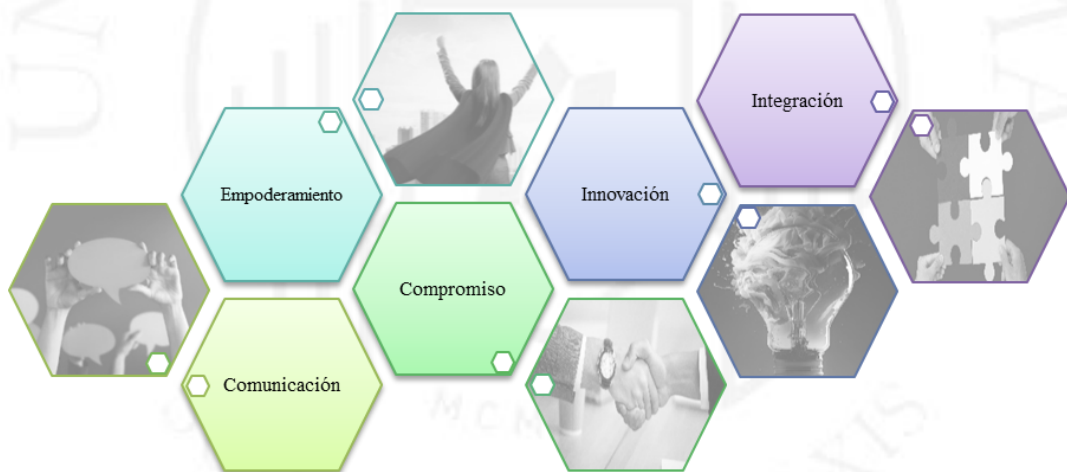 Integración
Empoderamiento
Innovación
Compromiso
Comunicación